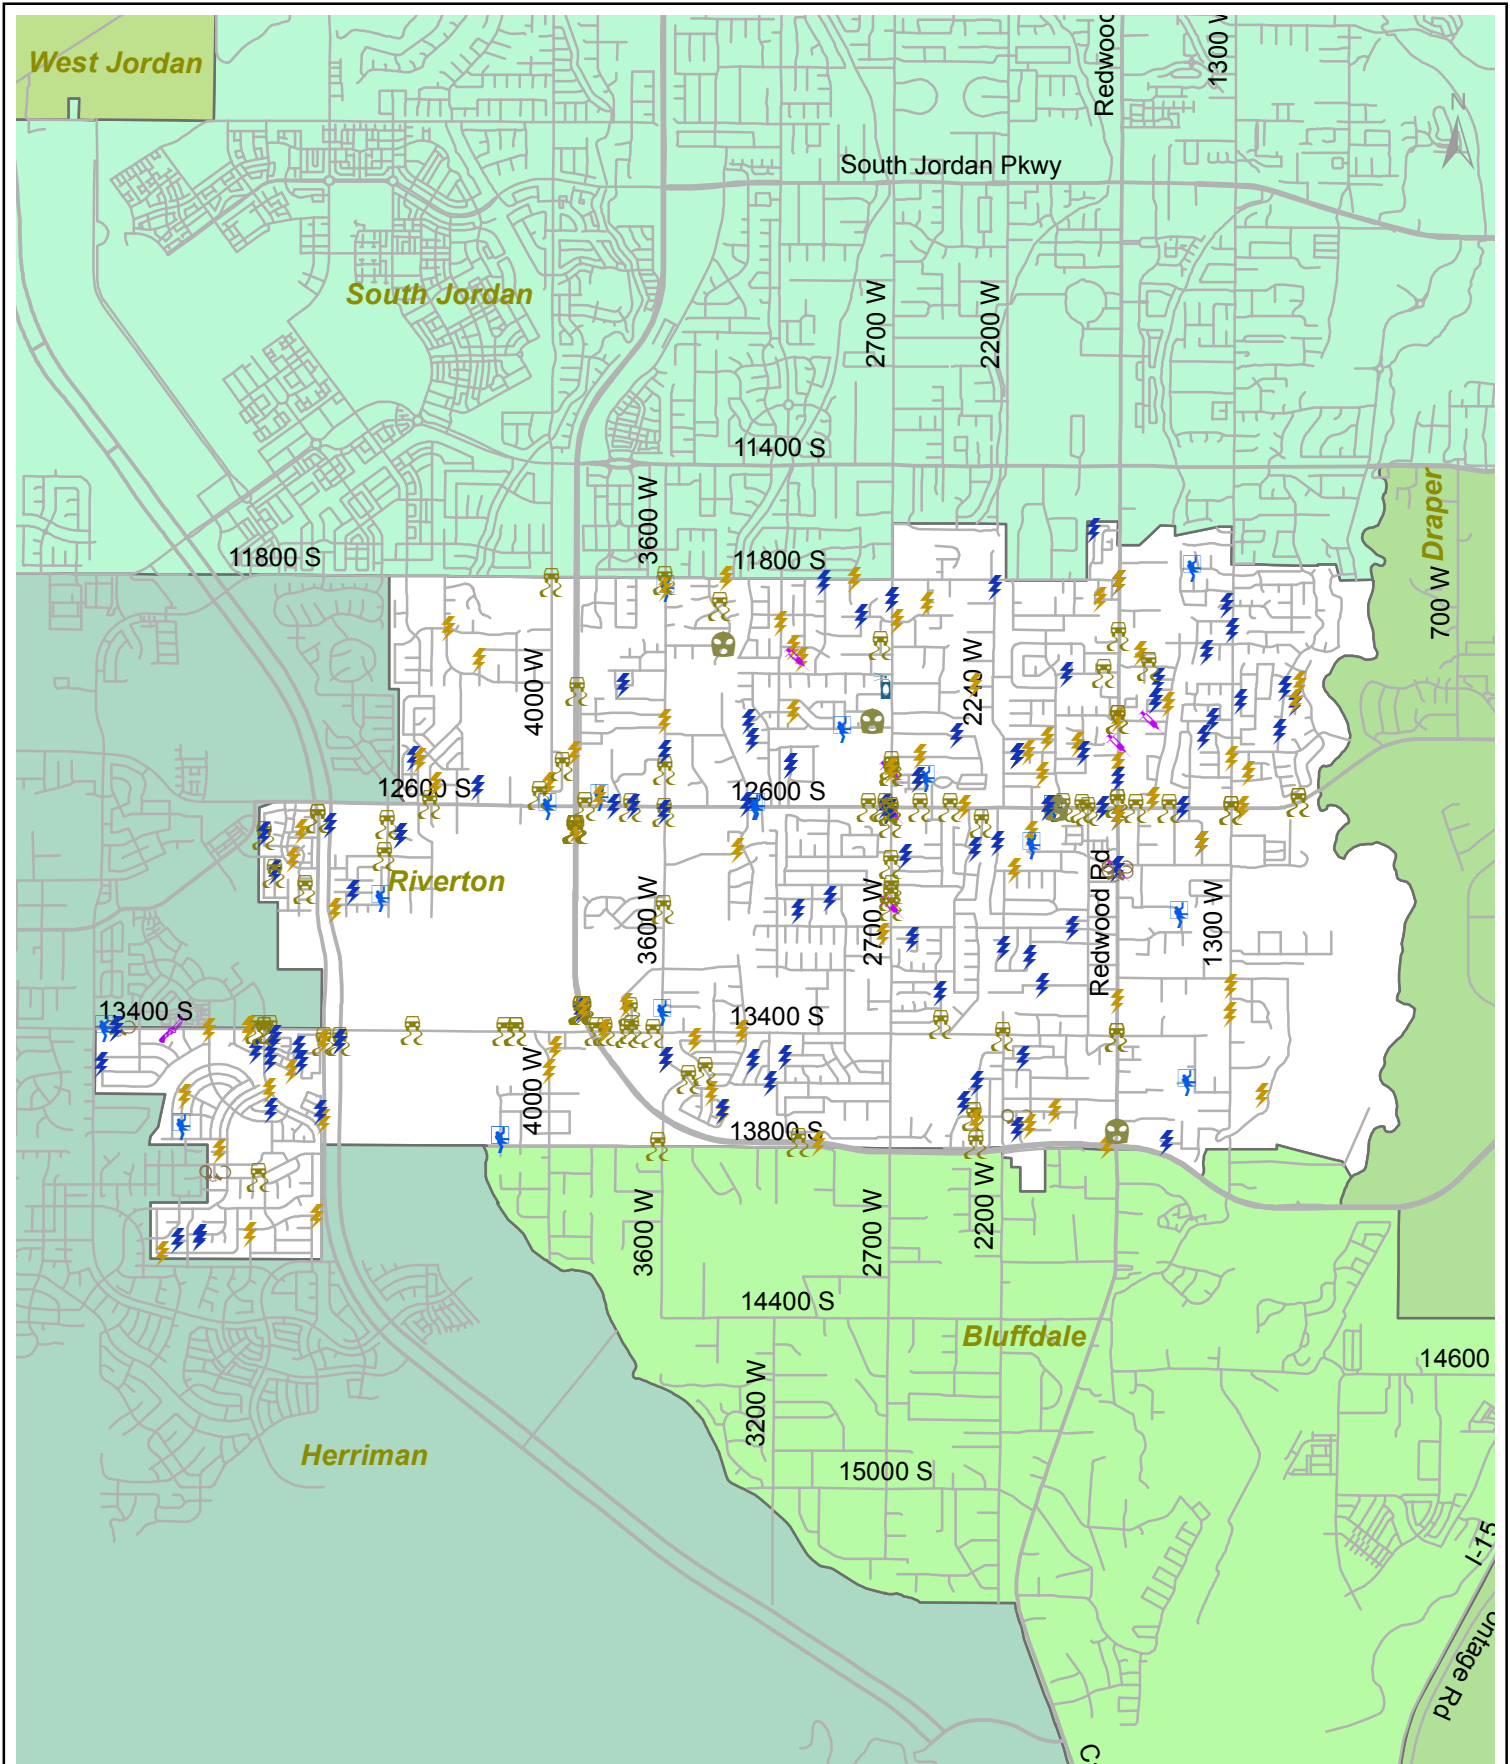 Redwood
1300 W
West Jordan
N
South Jordan Pkwy
South Jordan
2700 W
2200 W
11400 S
Draper
3600 W
11800 S
11800 S
700 W
4000 W
2240 W
12600 S
12600 S
Riverton
Redwood Rd
3600 W
2700 W
1300 W
13400 S
13400 S
4000 W
13800 S
3600 W
2700 W
2200 W
14400 S
Bluffdale
14600
3200 W
Herriman
15000 S
I-15
ontage Rd